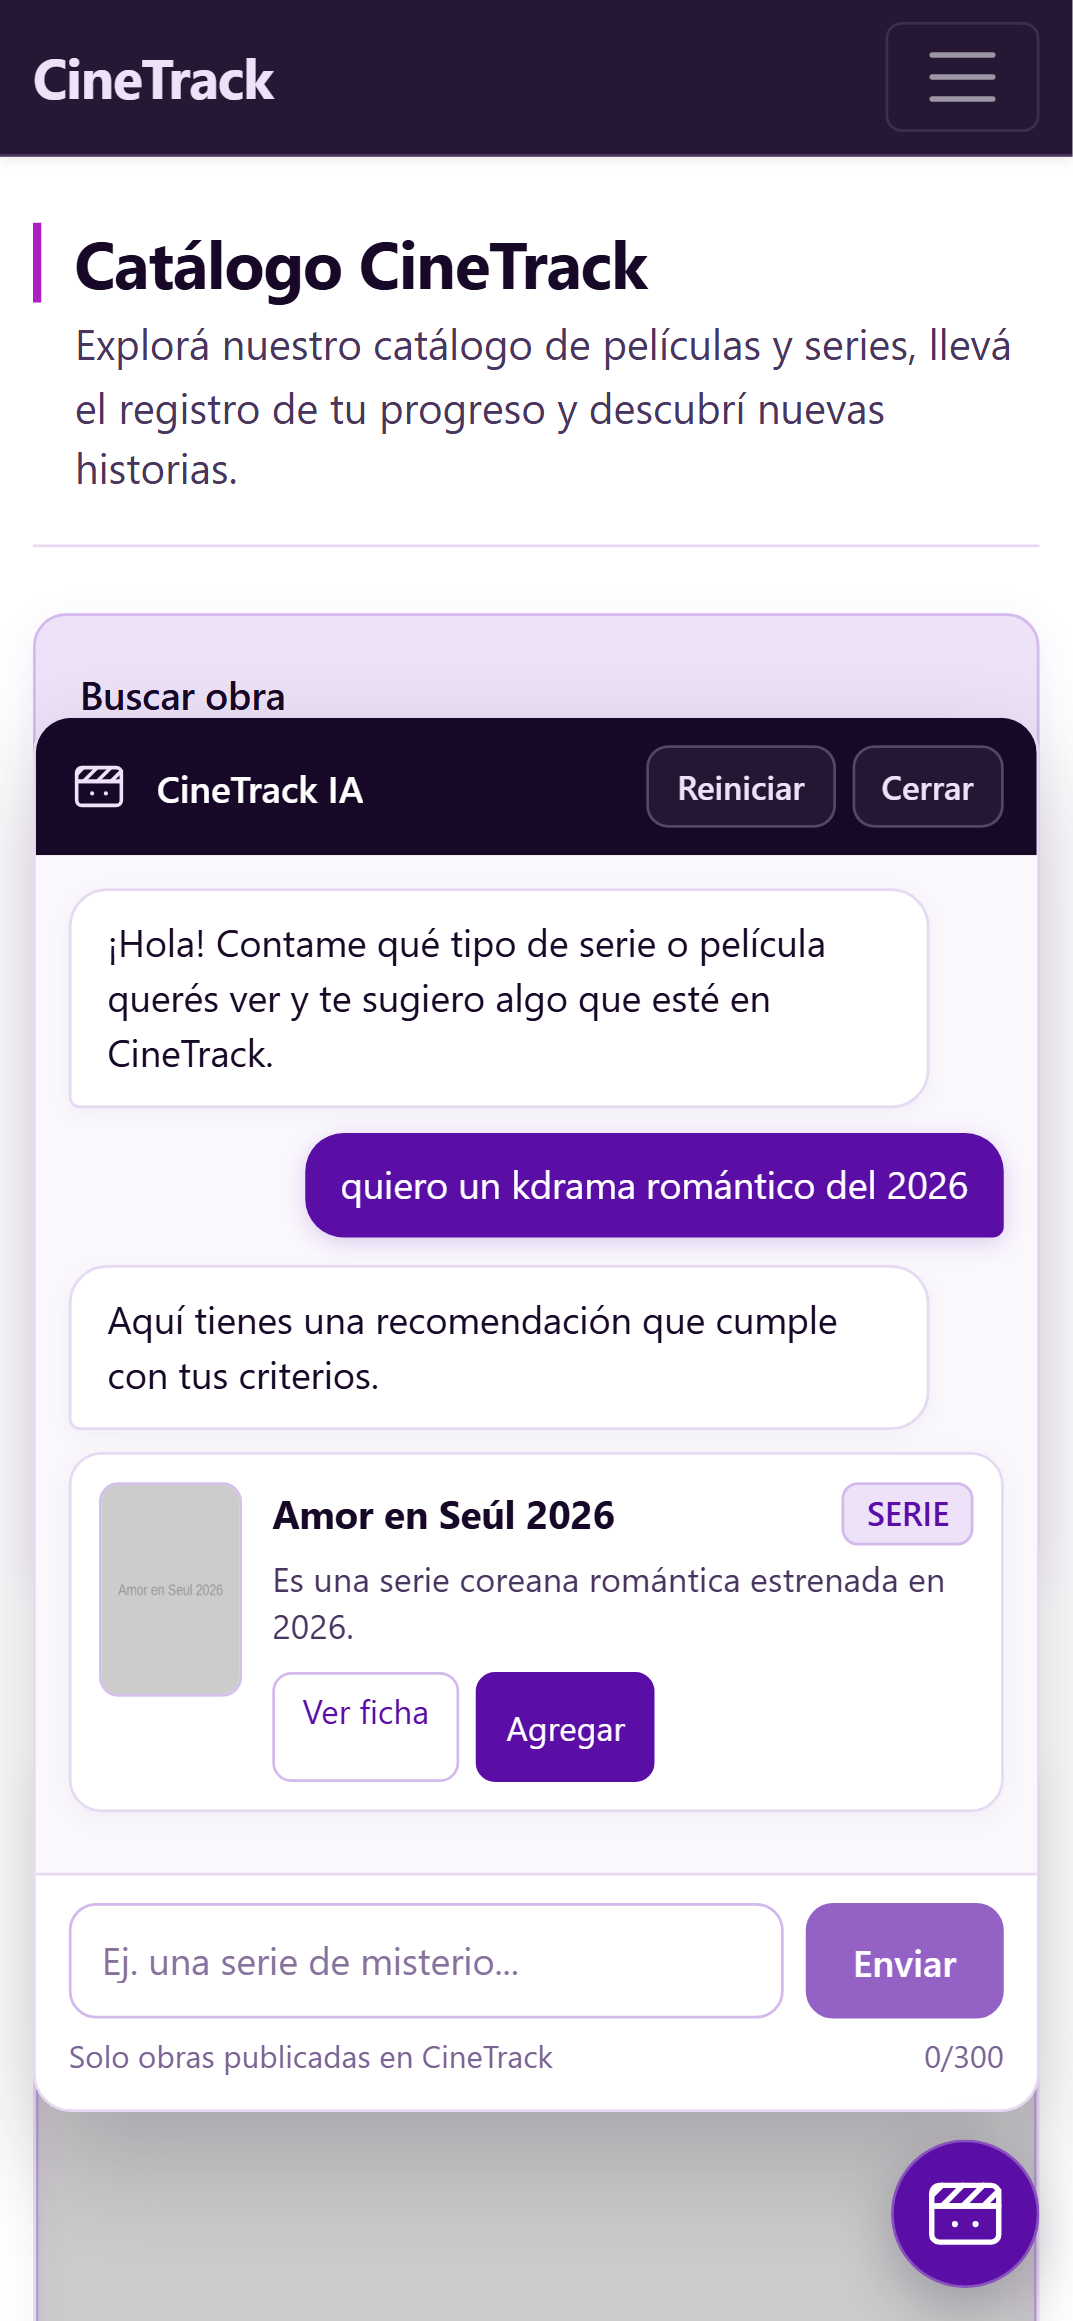 CineTrack
Catálogo CineTrack
Explorá nuestro catálogo de películas y series, llevá
el registro de tu progreso y descubrí nuevas
historias.
Buscar obra
CineTrack IA
Reiniciar
Cerrar
¡Hola! Contame qué tipo de serie o película
querés ver y te sugiero algo que esté en
CineTrack.
quiero un kdrama romántico del 2026
Aquí tienes una recomendación que cumple
con tus criterios.
Amor en Seul 2026
Amor en Seúl 2026
SERIE
Es una serie coreana romántica estrenada en
2026.
Ver ficha
Agregar
Ej. una serie de misterio...
Enviar
Solo obras publicadas en CineTrack
0/300